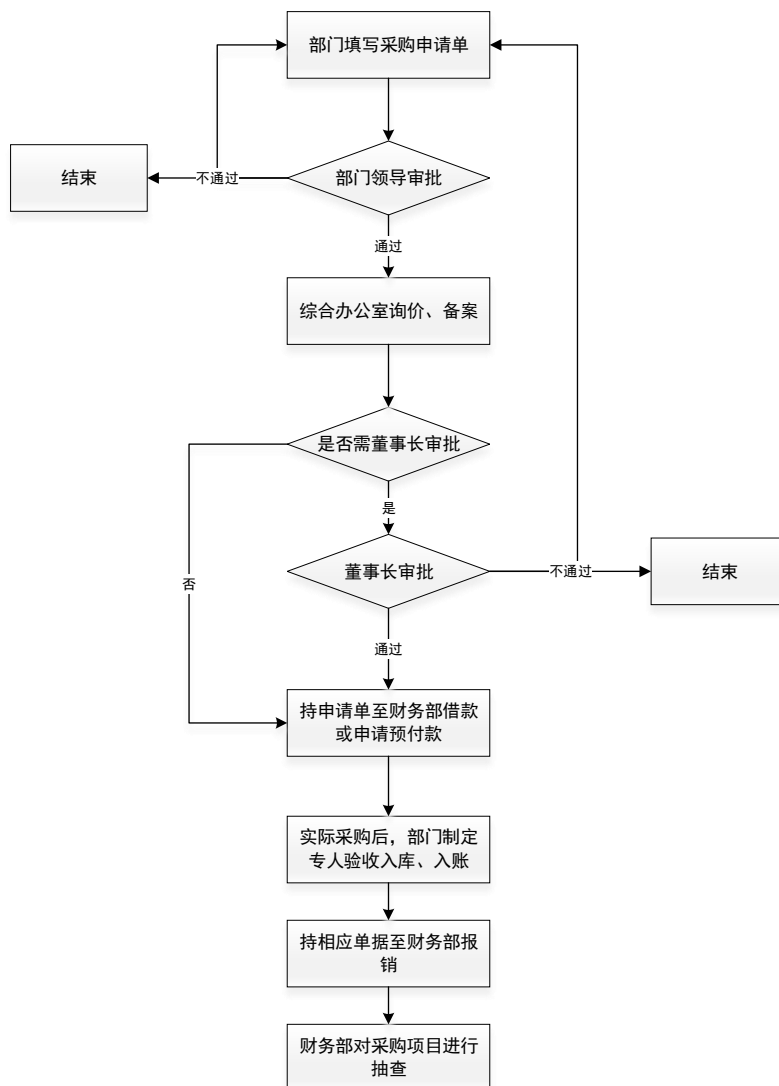 部门填写采购申请单
结束
不通过
部门领导审批
通过
综合办公室询价、备案
是否需董事长审批
是
董事长审批
不通过
结束
否
通过
持申请单至财务部借款
或申请预付款
实际采购后，部门制定
专人验收入库、入账
持相应单据至财务部报
销
财务部对采购项目进行
抽查